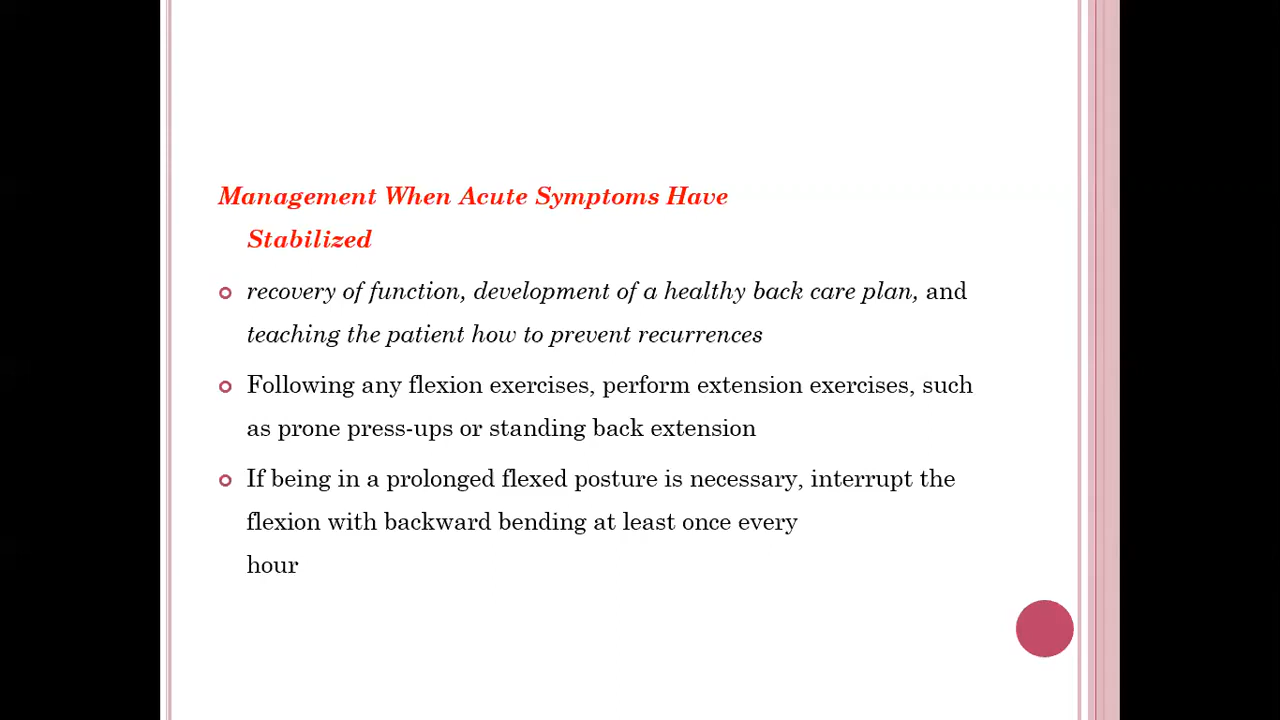 Management When Acute Symptoms Have
Stabilized
recovery of function, development of a healthy back care plan, and
teaching the patient how to prevent recurrences
Following any flexion exercises, perform extension exercises, such
as prone press-ups or standing back extension
If being in a prolonged flexed posture is necessary, interrupt the
flexion with backward bending at least once every
hour